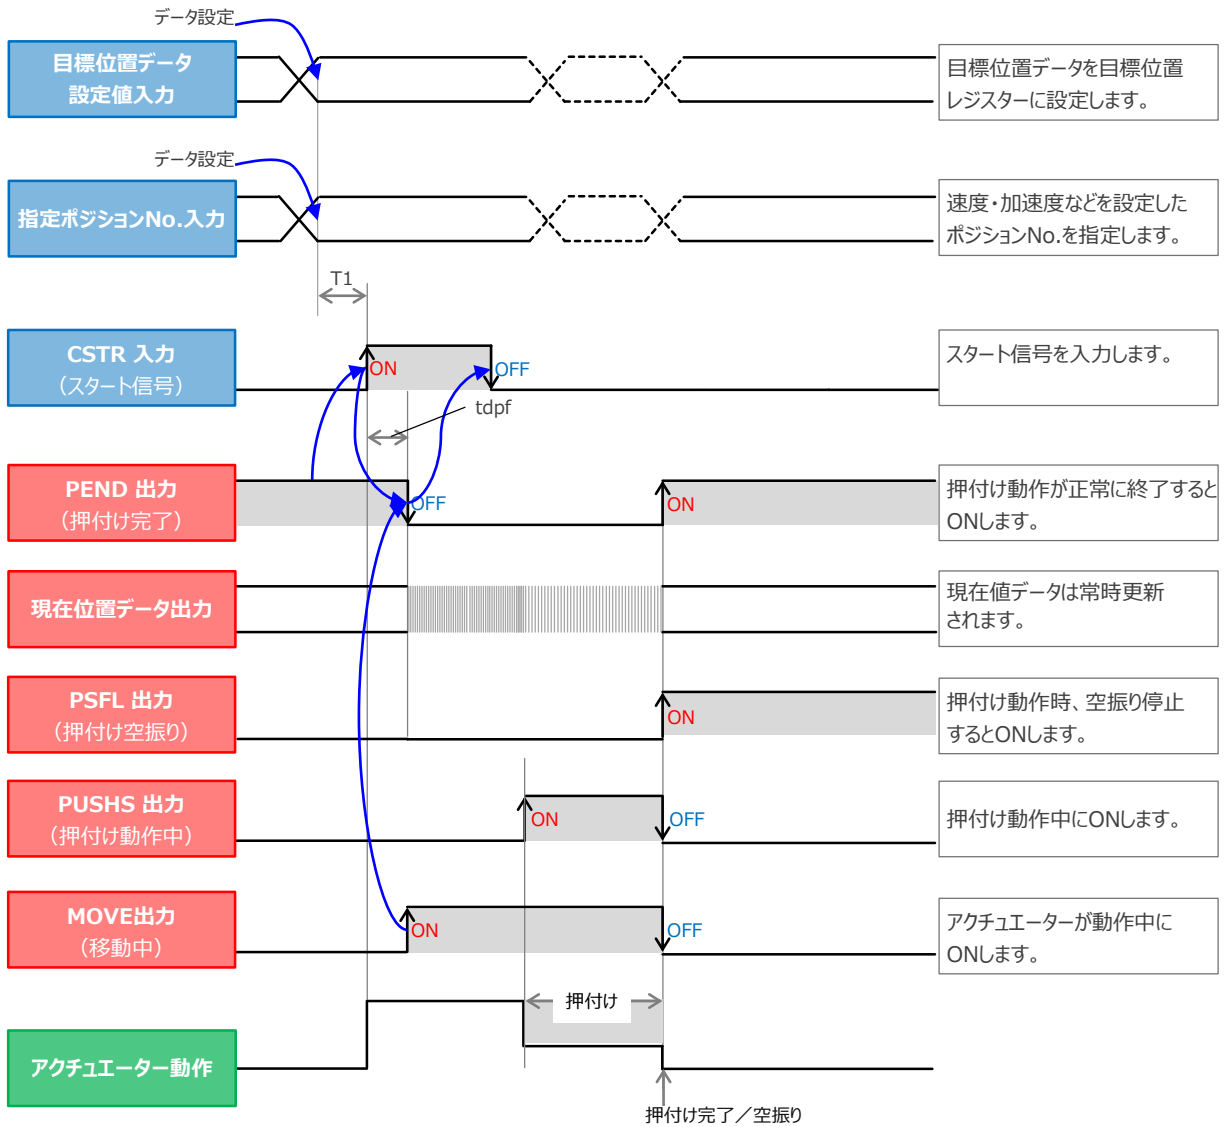 データ設定
目標位置データ
設定値入力
目標位置データを目標位置
レジスターに設定します。
データ設定
指定ポジションNo.入力
速度・加速度などを設定した
ポジションNo.を指定します。
T1
CSTR 入力
（スタート信号）
ON
OFF
スタート信号を入力します。
tdpf
PEND 出力
（押付け完了）
OFF
ON
押付け動作が正常に終了すると
ONします。
現在位置データ出力
現在値データは常時更新
されます。
PSFL 出力
（押付け空振り）
ON
押付け動作時、空振り停止
するとONします。
PUSHS 出力
（押付け動作中）
ON
OFF
押付け動作中にONします。
MOVE出力
（移動中）
ON
OFF
アクチュエーターが動作中に
ONします。
押付け
アクチュエーター動作
押付け完了／空振り